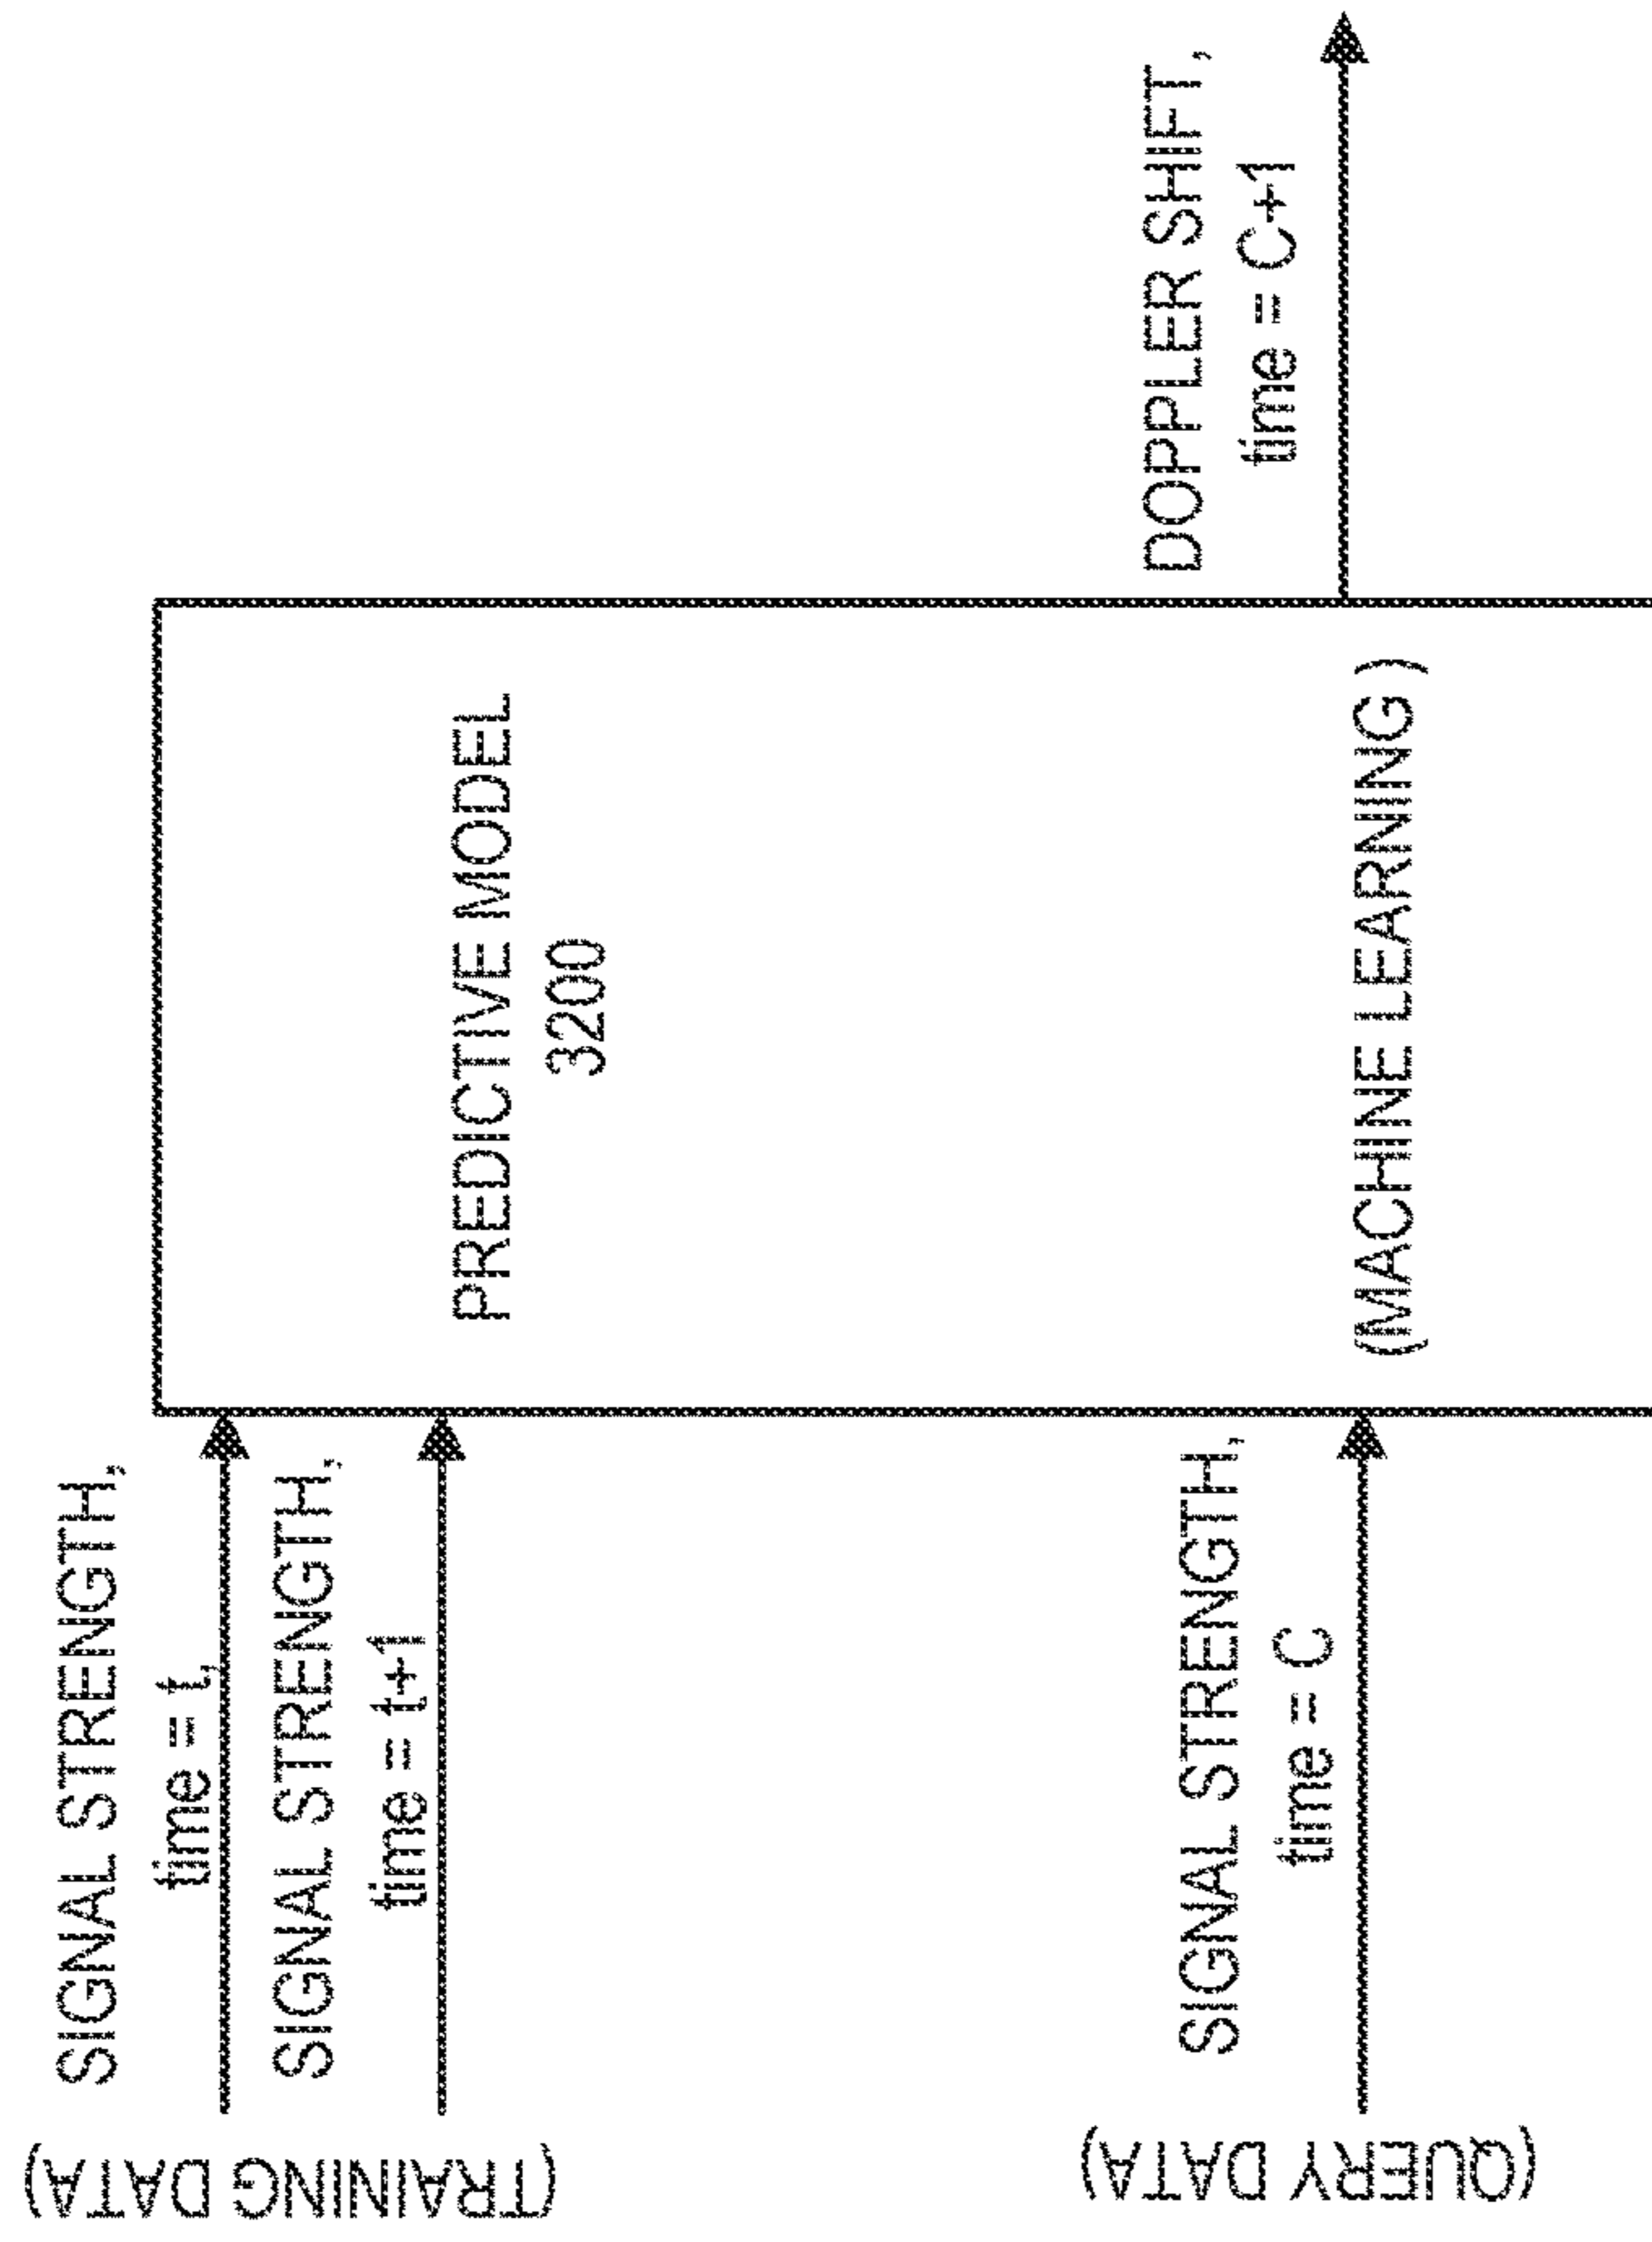 (TRAINING DATA)
SIGNAL STRENGTH,
time = t,
SIGNAL STRENGTH,
time = t+1
PREDICTIVE MODEL
3200
(QUERY DATA)
SIGNAL STRENGTH,
time = C
(MACHINE LEARNING )
DOPPLER SHIFT,
time = C+1